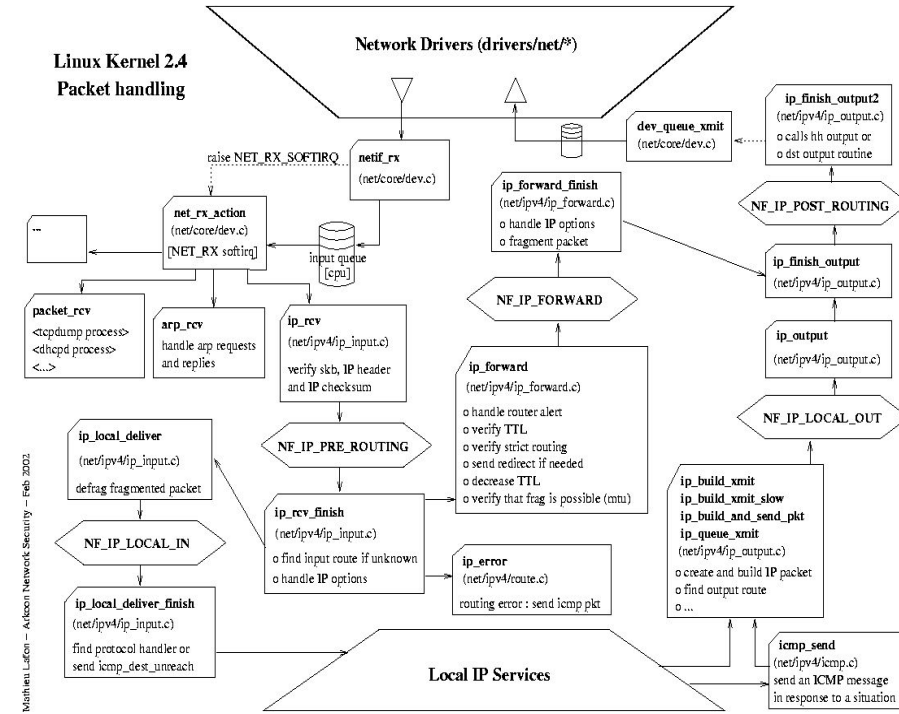 Linux Kernel 2.4
Packet handling
Network Drivers (drivers/net/*)
raise NET_RX_SOFTIRQ
netif_rx
(net/core/dev.c)
dev_queue_xmit
(net/core/dev.c)
ip_finish_output2
(net/ipv4/ip_output.c)
o calls hh output or
o dst output routine
net_rx_action
(net/core/dev.c)
[NET_RX softirq]
...
input queue
[cpu]
ip_forward_finish
(net/ipv4/ip_forward.c)
o handle IP options
o fragment packet
NF_IP_POST_ROUTING
ip_finish_output
(net/ipv4/ip_output.c)
NF_IP_FORWARD
packet_rcv
<tcpdump process>
<dhcpd process>
<...>
arp_rcv
handle arp requests
and replies
ip_rcv
(net/ipv4/ip_input.c)
verify skb, IP header
and IP checksum
ip_output
(net/ipv4/ip_output.c)
ip_forward
(net/ipv4/ip_forward.c)
o handle router alert
o verify TTL
o verify strict routing
o send redirect if needed
o decrease TTL
o verify that frag is possible (mtu)
NF_IP_LOCAL_OUT
NF_IP_PRE_ROUTING
ip_local_deliver
(net/ipv4/ip_input.c)
defrag fragmented packet
ip_rcv_finish
(net/ipv4/ip_input.c)
o find input route if unknown
o handle IP options
ip_build_xmit
ip_build_xmit_slow
ip_build_and_send_pkt
ip_queue_xmit
(net/ipv4/ip_output.c)
o create and build IP packet
o find output route
o ...
NF_IP_LOCAL_IN
ip_error
(net/ipv4/route.c)
routing error : send icmp pkt
ip_local_deliver_finish
(net/ipv4/ip_input.c)
find protocol handler or
send icmp_dest_unreach
Local IP Services
icmp_send
(net/ipv4/icmp.c)
send an ICMP message
in response to a situation
Mathieu Lafon – Arkoon Network Security – Feb 2002